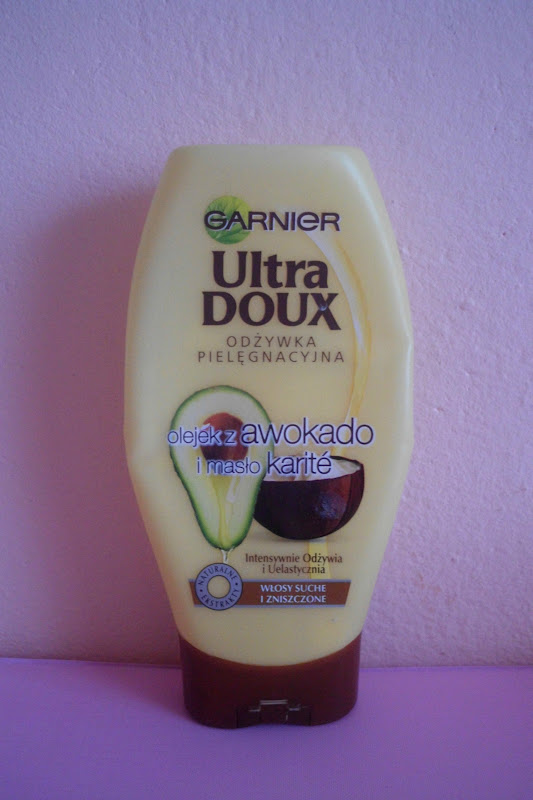 GARNIER
Ultra
DOUX
ODŻYWKA
PIELĘGNACYJNA
olejek z awokado
i masło karité
Intensywnie Odżywia
i Uelastycznia
NATURALNE EKSTRAKTY
WŁOSY SUCHE
I ZNISZCZONE